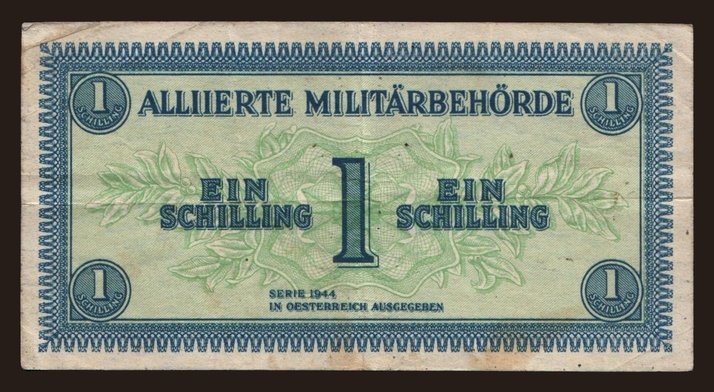 1 SCHILLING
ALLIIERTE MILITÄRBEHÖRDE
1 SCHILLING
EIN
SCHILLING
1
EIN
SCHILLING
1 SCHILLING
SERIE 1944
IN OESTERREICH AUSGEGEBEN
1 SCHILLING